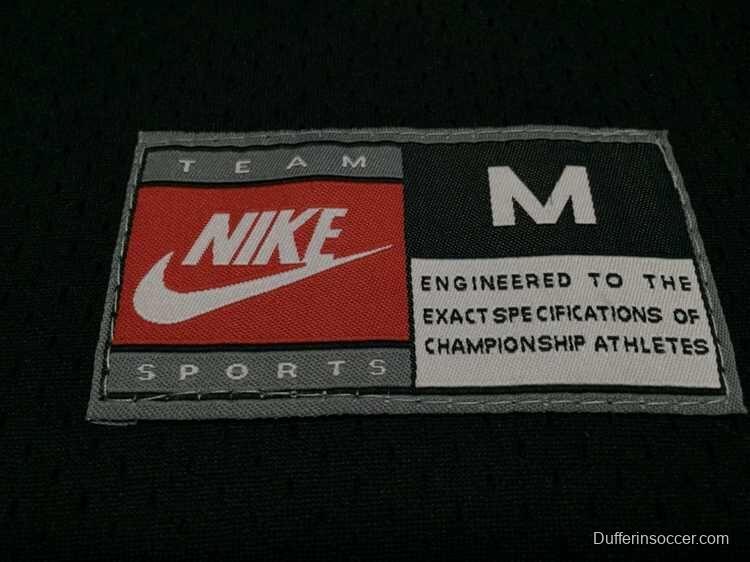 TEAM
NIKE
SPORTS
M
ENGINEERED TO THE
EXACT SPECIFICATIONS OF
CHAMPIONSHIP ATHLETES
Dufferinsoccer.com